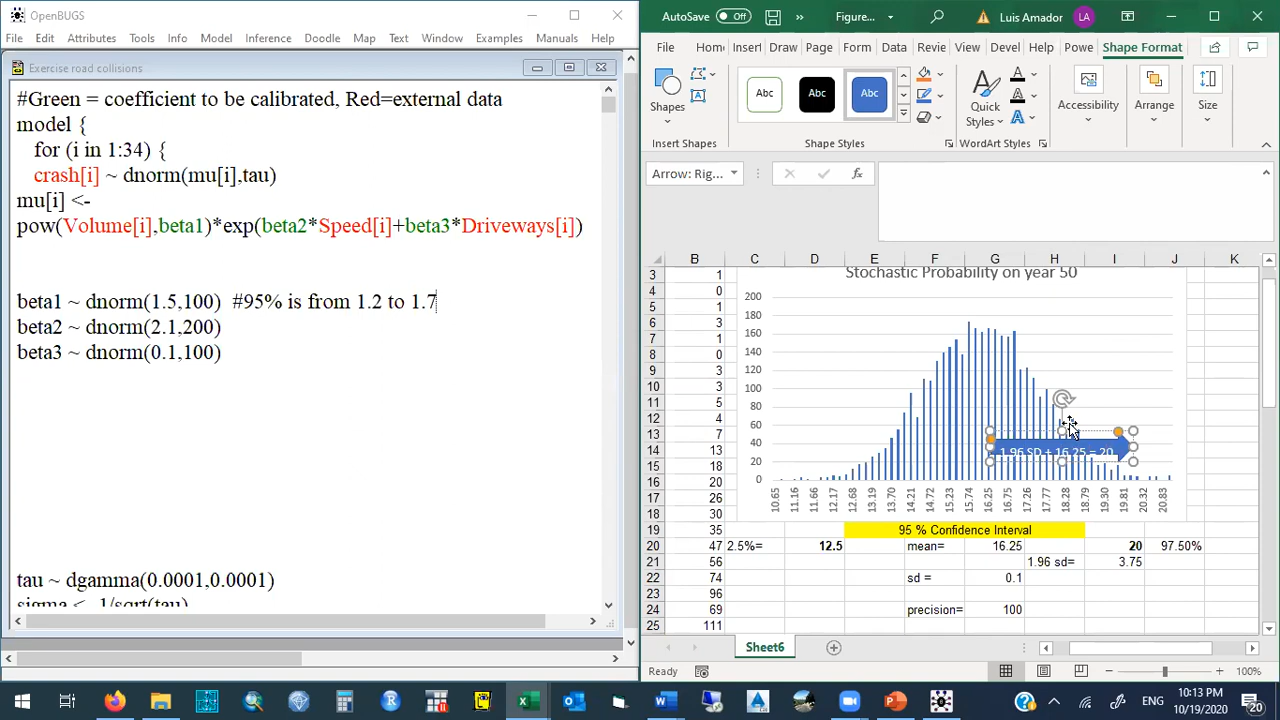 OpenBUGS
File Edit Attributes Tools Info Model Inference Doodle Map Text Window Examples Manuals Help
Exercise road collisions
#Green = coefficient to be calibrated, Red=external data
model {
for (i in 1:34) {
crash[i] ~ dnorm(mu[i],tau)
mu[i] <-
pow(Volume[i],beta1)*exp(beta2*Speed[i]+beta3*Driveways[i])
beta1 ~ dnorm(1.5,100) #95% is from 1.2 to 1.7
beta2 ~ dnorm(2.1,200)
beta3 ~ dnorm(0.1,100)
tau ~ dgamma(0.0001,0.0001)
AutoSave Off Figure... Luis Amador LA
File Home Insert Draw Page Form Data Revie View Devel Help Powe Shape Format
Abc Abc Abc
Shapes Quick Styles Accessibility Arrange Size
Insert Shapes Shape Styles WordArt Styles
Arrow: Rig... fx
B C D E F G H I J K
Stochastic Probability on year 50
200
180
160
140
120
100
80
60
40
20
0
1.96 SD + 16.25 = 20
10.65 11.16 11.66 12.17 12.68 13.19 13.70 14.21 14.72 15.23 15.74 16.25 16.75 17.26 17.77 18.28 18.79 19.30 19.81 20.32 20.83
3 1
4 0
5 1
6 3
7 1
8 0
9 3
10 3
11 5
12 4
13 7
14 13
15 18
16 20
17 26
18 30
19 35 95 % Confidence Interval
20 47 2.5%= 12.5 mean= 16.25 20 97.50%
21 56 1.96 sd= 3.75
22 74 sd = 0.1
23 96
24 69 precision= 100
25 111
Sheet6
Ready 100%
ENG 10:13 PM 10/19/2020 20